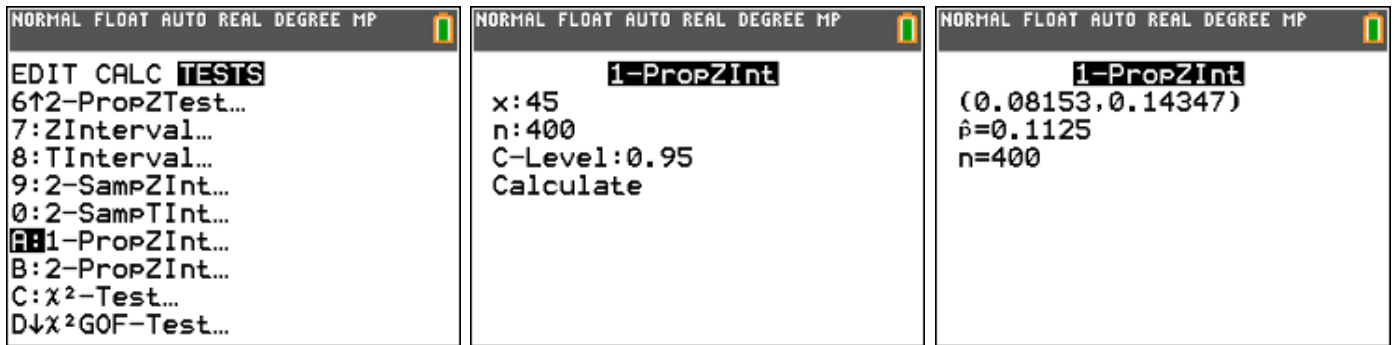 NORMAL FLOAT AUTO REAL DEGREE MP
EDIT CALC TESTS
6↑2-PropZTest…
7:ZInterval…
8:TInterval…
9:2-SampZInt…
0:2-SampTInt…
A:1-PropZInt…
B:2-PropZInt…
C:χ²-Test…
D↓χ²GOF-Test…
NORMAL FLOAT AUTO REAL DEGREE MP
1-PropZInt
x:45
n:400
C-Level:0.95
Calculate
NORMAL FLOAT AUTO REAL DEGREE MP
1-PropZInt
(0.08153,0.14347)
p̂=0.1125
n=400